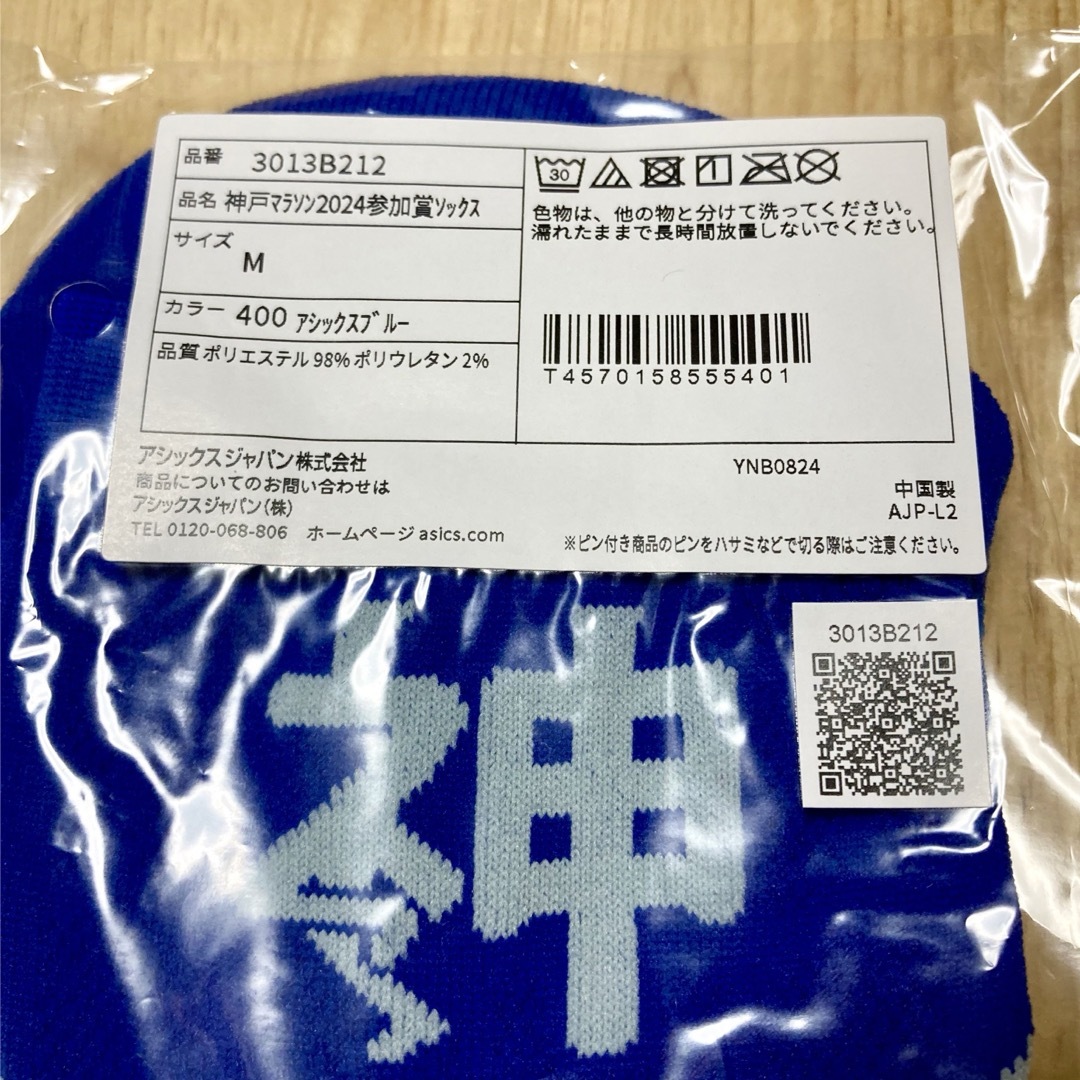 品番 3013B212
品名 神戸ﾏﾗｿﾝ2024参加賞ｿｯｸｽ
サイズ
M
カラー 400 ｱｼｯｸｽﾌﾞﾙｰ
品質 ポリエステル 98% ポリウレタン 2%
30
色物は、他の物と分けて洗ってください。
濡れたままで長時間放置しないでください。
T4570158555401
アシックスジャパン株式会社
商品についてのお問い合わせは
アシックスジャパン(株)
TEL 0120-068-806 ホームページ asics.com
YNB0824
中国製
AJP-L2
※ピン付き商品のピンをハサミなどで切る際はご注意ください。
3013B212
神